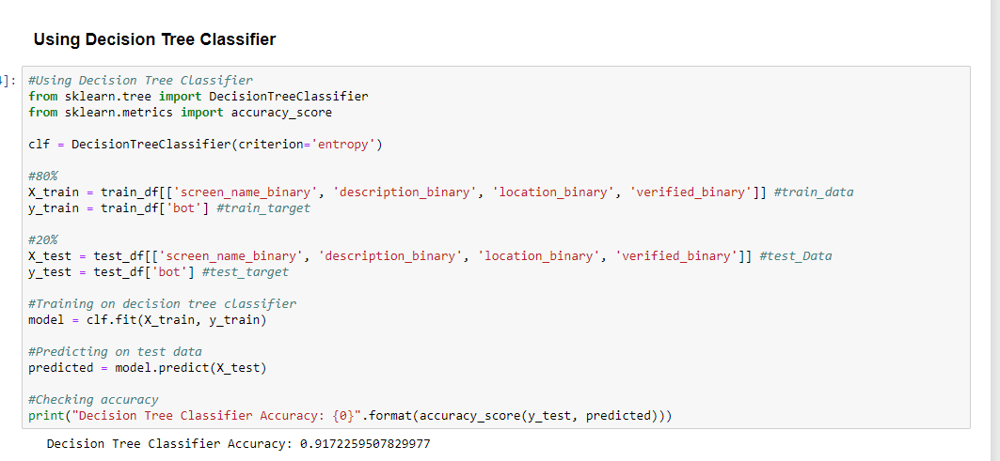 Using Decision Tree Classifier
]: #Using Decision Tree Classifier
from sklearn.tree import DecisionTreeClassifier
from sklearn.metrics import accuracy_score
clf = DecisionTreeClassifier(criterion='entropy')
#80%
X_train = train_df[['screen_name_binary', 'description_binary', 'location_binary', 'verified_binary']] #train_data
y_train = train_df['bot'] #train_target
#20%
X_test = test_df[['screen_name_binary', 'description_binary', 'location_binary', 'verified_binary']] #test_Data
y_test = test_df['bot'] #test_target
#Training on decision tree classifier
model = clf.fit(X_train, y_train)
#Predicting on test data
predicted = model.predict(X_test)
#Checking accuracy
print("Decision Tree Classifier Accuracy: {0}".format(accuracy_score(y_test, predicted)))
Decision Tree Classifier Accuracy: 0.9172259507829977